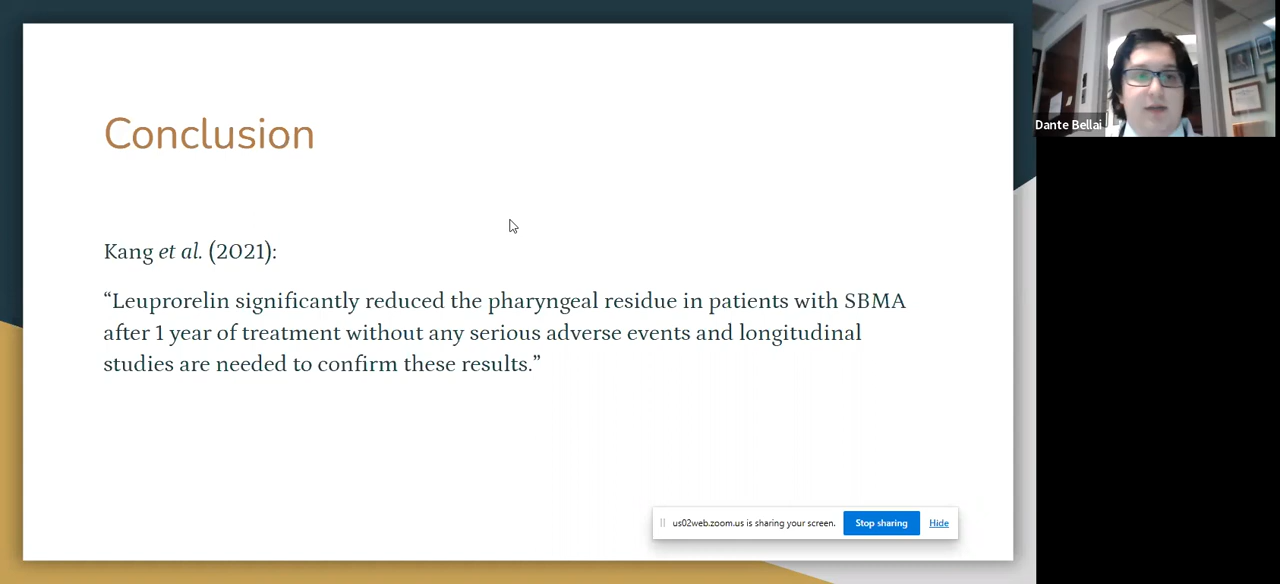 Conclusion
Kang et al. (2021):
“Leuprorelin significantly reduced the pharyngeal residue in patients with SBMA
after 1 year of treatment without any serious adverse events and longitudinal
studies are needed to confirm these results.”
us02web.zoom.us is sharing your screen.
Stop sharing
Hide
Dante Bellai